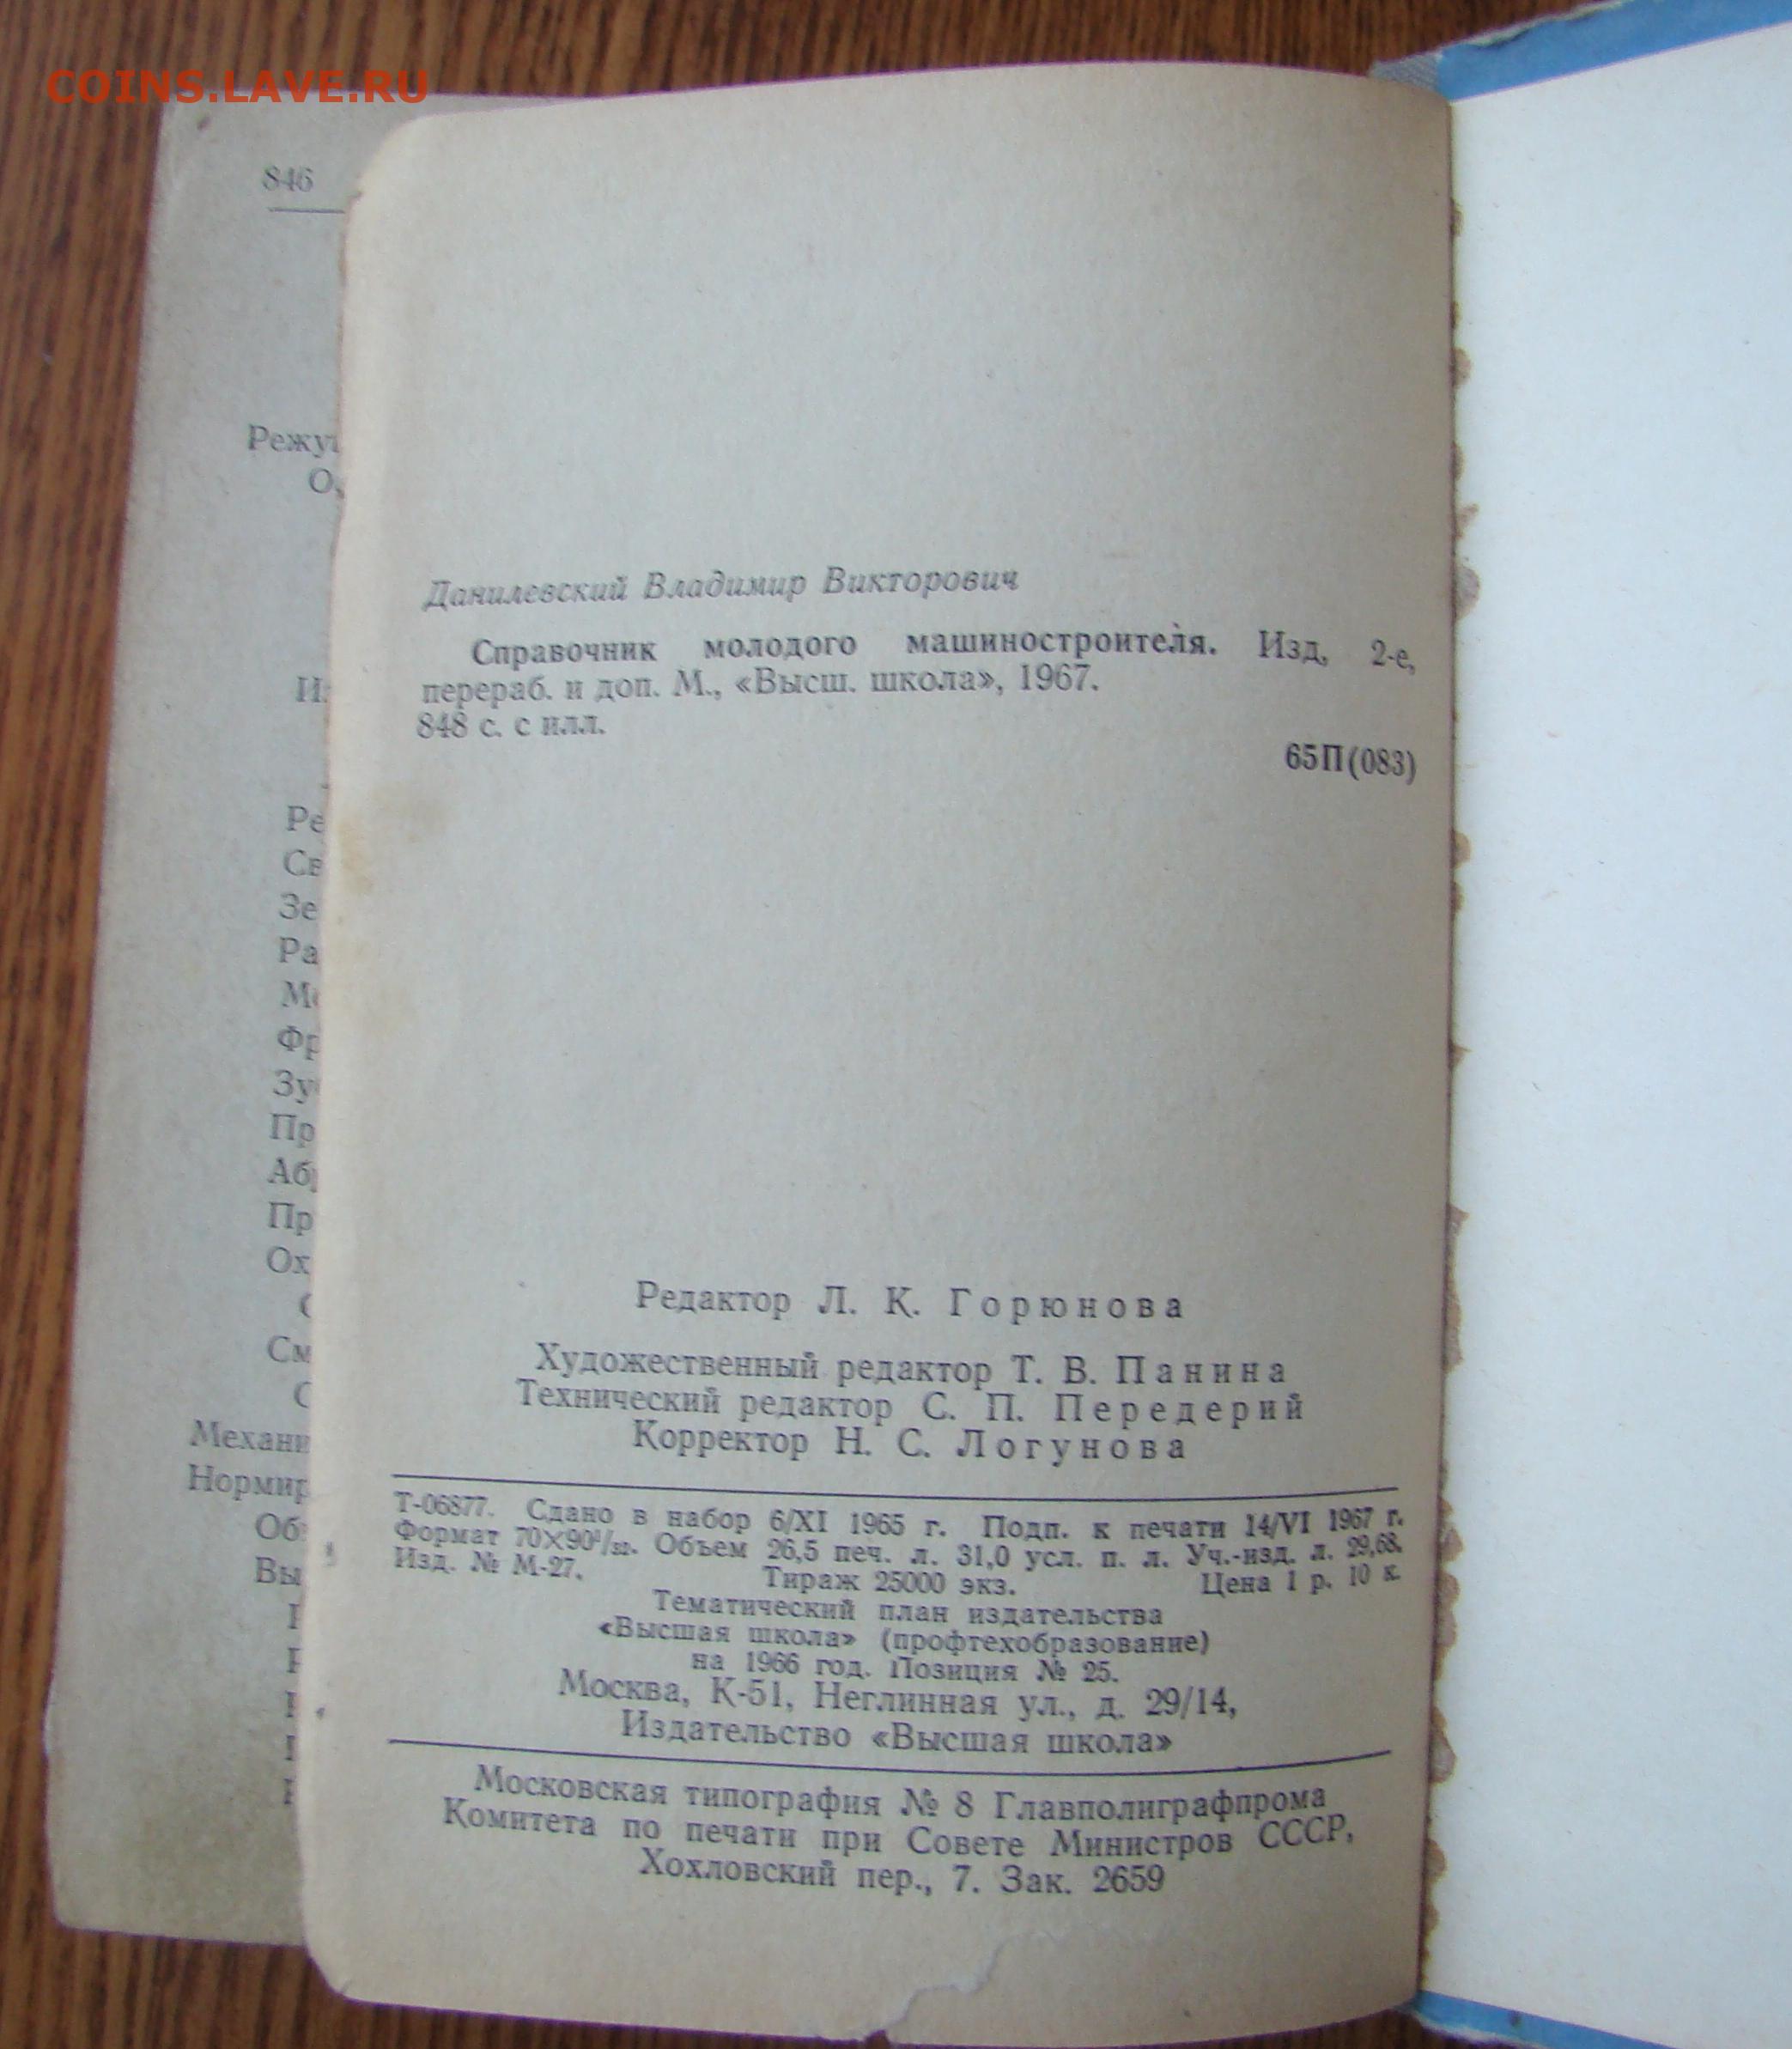 COINS.LAVE.RU
846
Данилевский Владимир Викторович
Справочник молодого машиностроителя. Изд, 2-е,
перераб. и доп. М., «Высш. школа», 1967.
848 с. с илл.
65П(083)
Редактор Л. К. Горюнова
Художественный редактор Т. В. Панина
Технический редактор С. П. Передерий
Корректор Н. С. Логунова
Т-06877. Сдано в набор 6/XI 1965 г. Подп. к печати 14/VI 1967 г.
Формат 70×90¹/₃₂. Объем 26,5 печ. л. 31,0 усл. п. л. Уч.-изд. л. 29,68.
Изд. № М-27. Тираж 25000 экз. Цена 1 р. 10 к.
Тематический план издательства
«Высшая школа» (профтехобразование)
на 1966 год. Позиция № 25.
Москва, К-51, Неглинная ул., д. 29/14,
Издательство «Высшая школа»
Московская типография № 8 Главполиграфпрома
Комитета по печати при Совете Министров СССР,
Хохловский пер., 7. Зак. 2659